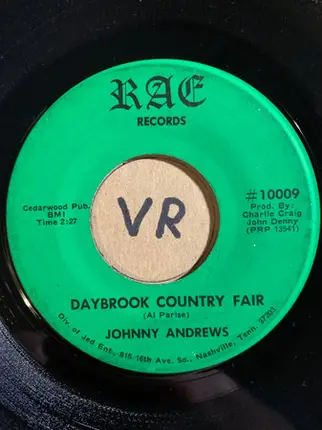 RAE
RECORDS
Cedarwood Pub.
BMI
Time 2:27
#10009
Prod. By:
Charlie Craig
John Denny
(PRP 13541)
VR
DAYBROOK COUNTRY FAIR
(Al Parise)
JOHNNY ANDREWS
Div. of Jed Ent., 815 16th Ave. So., Nashville, Tenn. 37203